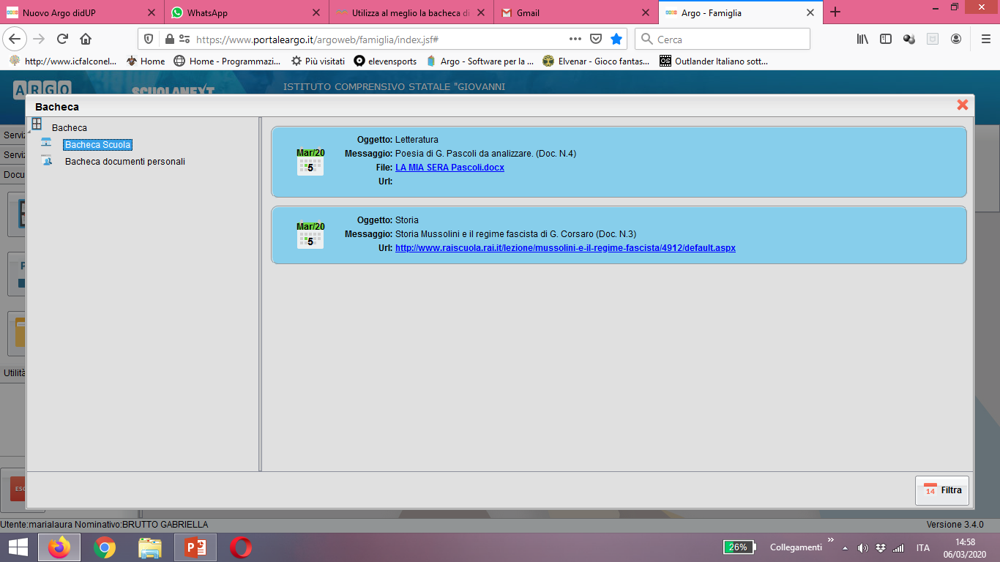 Nuovo Argo didUP
WhatsApp
Utilizza al meglio la bacheca di
Gmail
Argo - Famiglia
https://www.portaleargo.it/argoweb/famiglia/index.jsf#
Cerca
http://www.icfalconel...
Home
Home - Programmazi...
Più visitati
elevensports
Argo - Software per la ...
Elvenar - Gioco fantas...
Outlander Italiano sott...
ARGO
SCUOLANEXT
ISTITUTO COMPRENSIVO STATALE "GIOVANNI
Bacheca
Serviz
Serviz
Docu
Utilità
ESC
Bacheca
Bacheca Scuola
Bacheca documenti personali
Mar/20
5
Oggetto: Letteratura
Messaggio: Poesia di G. Pascoli da analizzare. (Doc. N.4)
File: LA MIA SERA Pascoli.docx
Url:
Mar/20
5
Oggetto: Storia
Messaggio: Storia Mussolini e il regime fascista di G. Corsaro (Doc. N.3)
Url: http://www.raiscuola.rai.it/lezione/mussolini-e-il-regime-fascista/4912/default.aspx
14 Filtra
Utente:marialaura Nominativo:BRUTTO GABRIELLA
Versione 3.4.0
26%
Collegamenti
ITA
14:58
06/03/2020